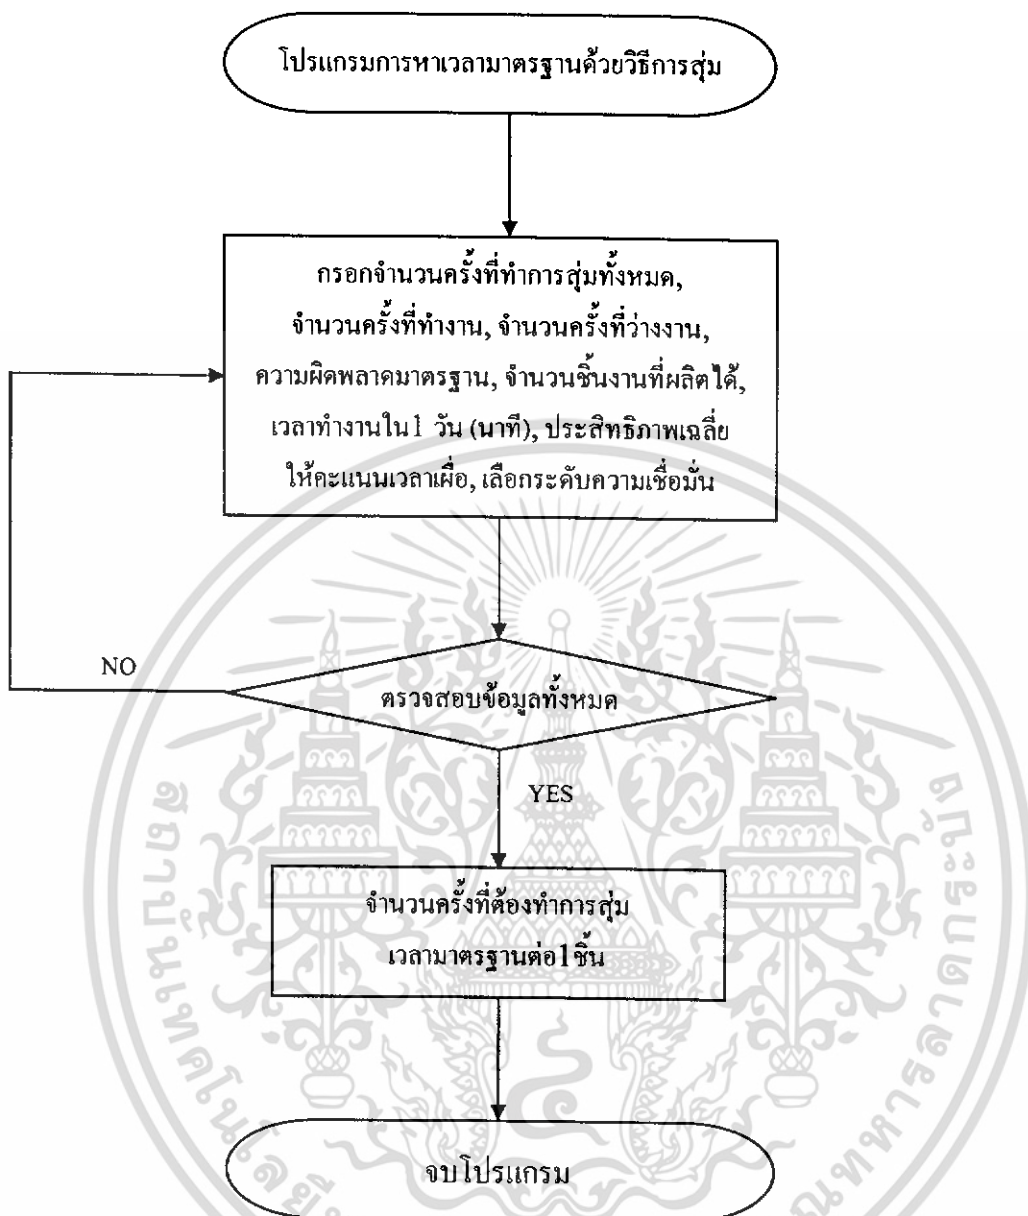 โปรแกรมการหาเวลามาตรฐานด้วยวิธีการสุ่ม
กรอกจำนวนครั้งที่ทำการสุ่มทั้งหมด,
จำนวนครั้งที่ทำงาน, จำนวนครั้งที่ว่างงาน,
ความผิดพลาดมาตรฐาน, จำนวนชิ้นงานที่ผลิตได้,
เวลาทำงานใน 1 วัน (นาที), ประสิทธิภาพเฉลี่ย
ให้คะแนนเวลาเผื่อ, เลือกระดับความเชื่อมั่น
NO
ตรวจสอบข้อมูลทั้งหมด
YES
จำนวนครั้งที่ต้องทำการสุ่ม
เวลามาตรฐานต่อ1ชิ้น
จบโปรแกรม